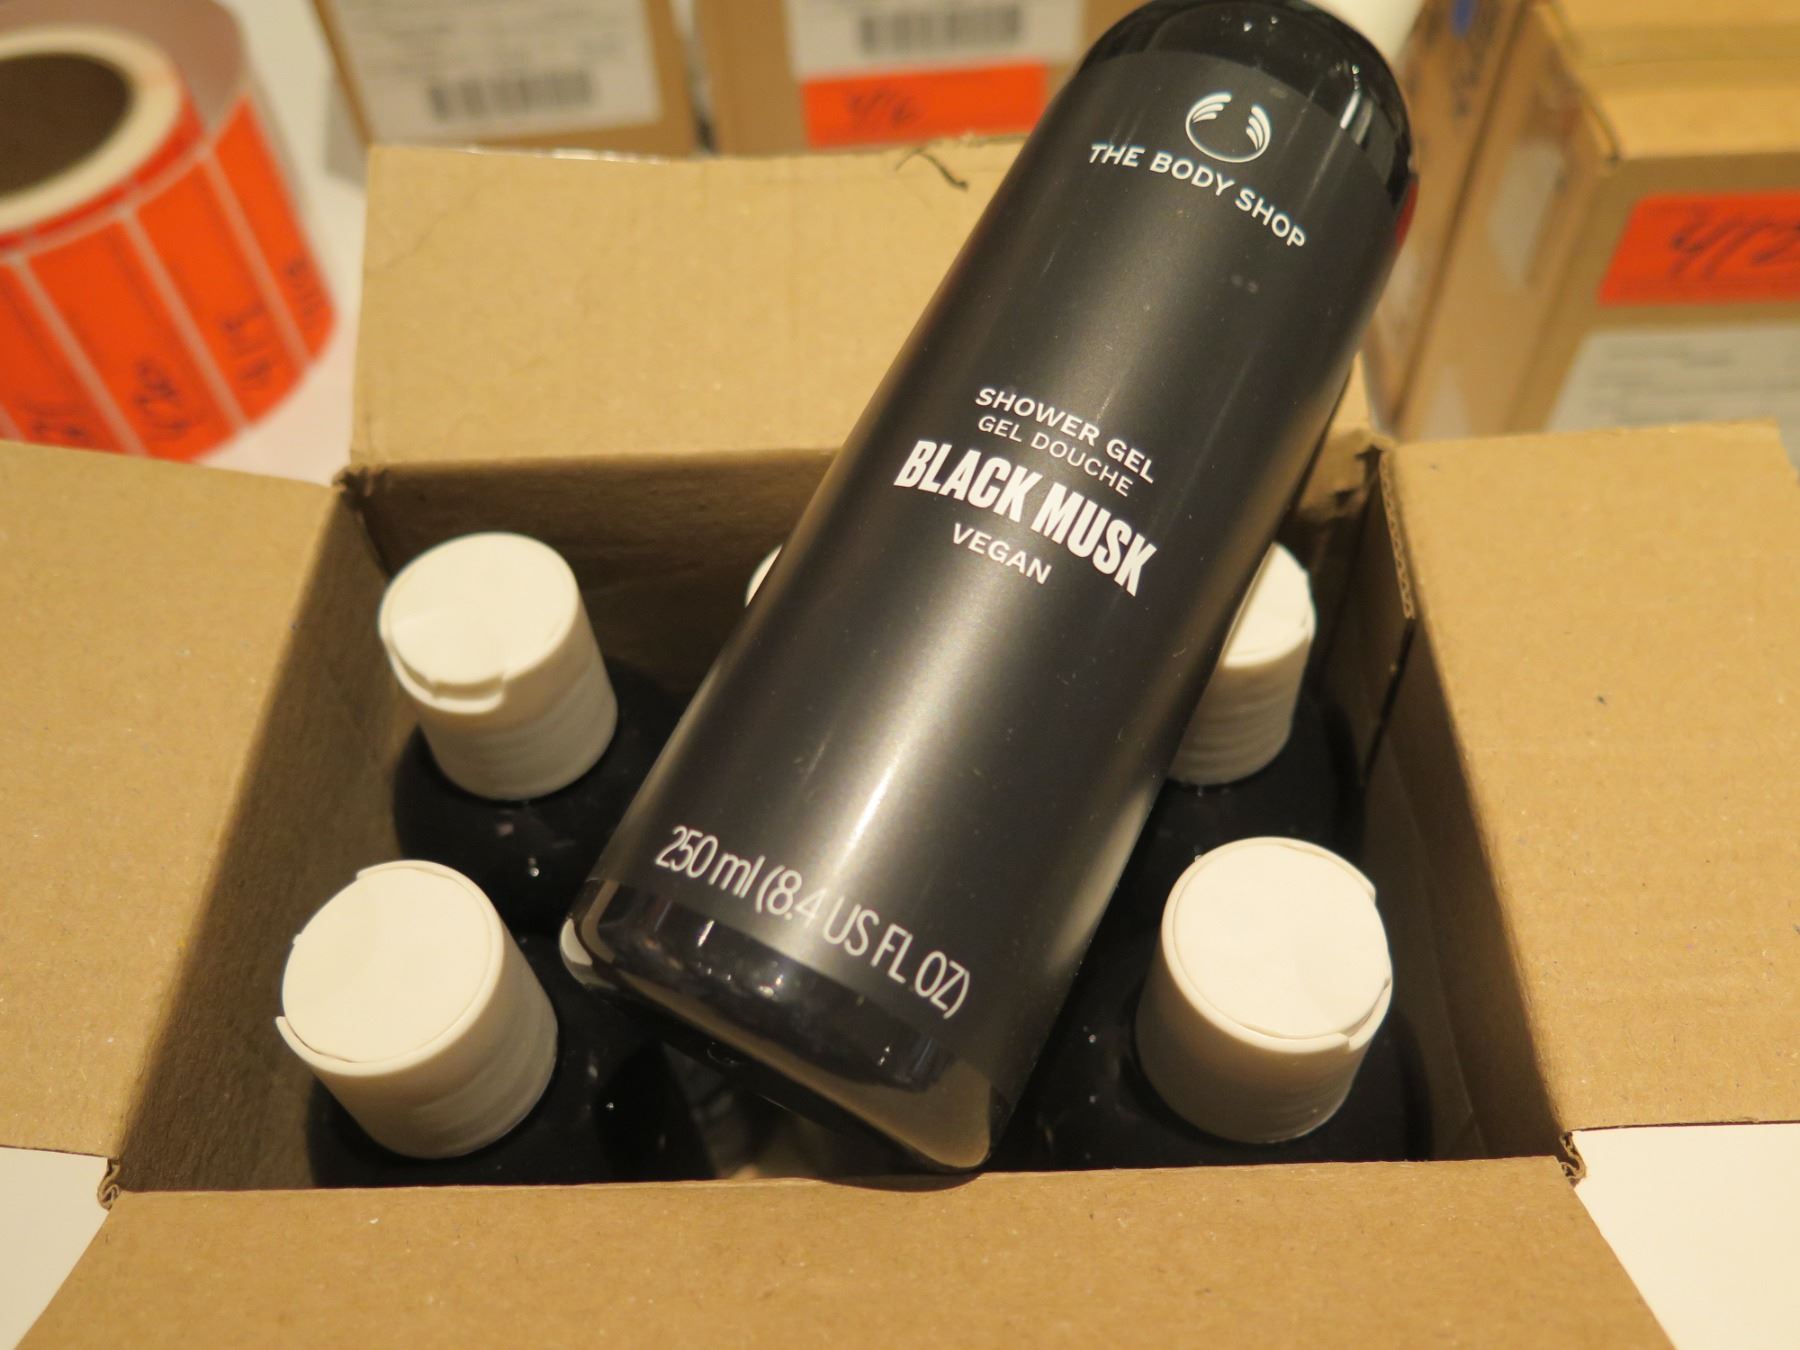 THE BODY SHOP
SHOWER GEL
GEL DOUCHE
BLACK MUSK
VEGAN
250 ml (8.4 US FL OZ)